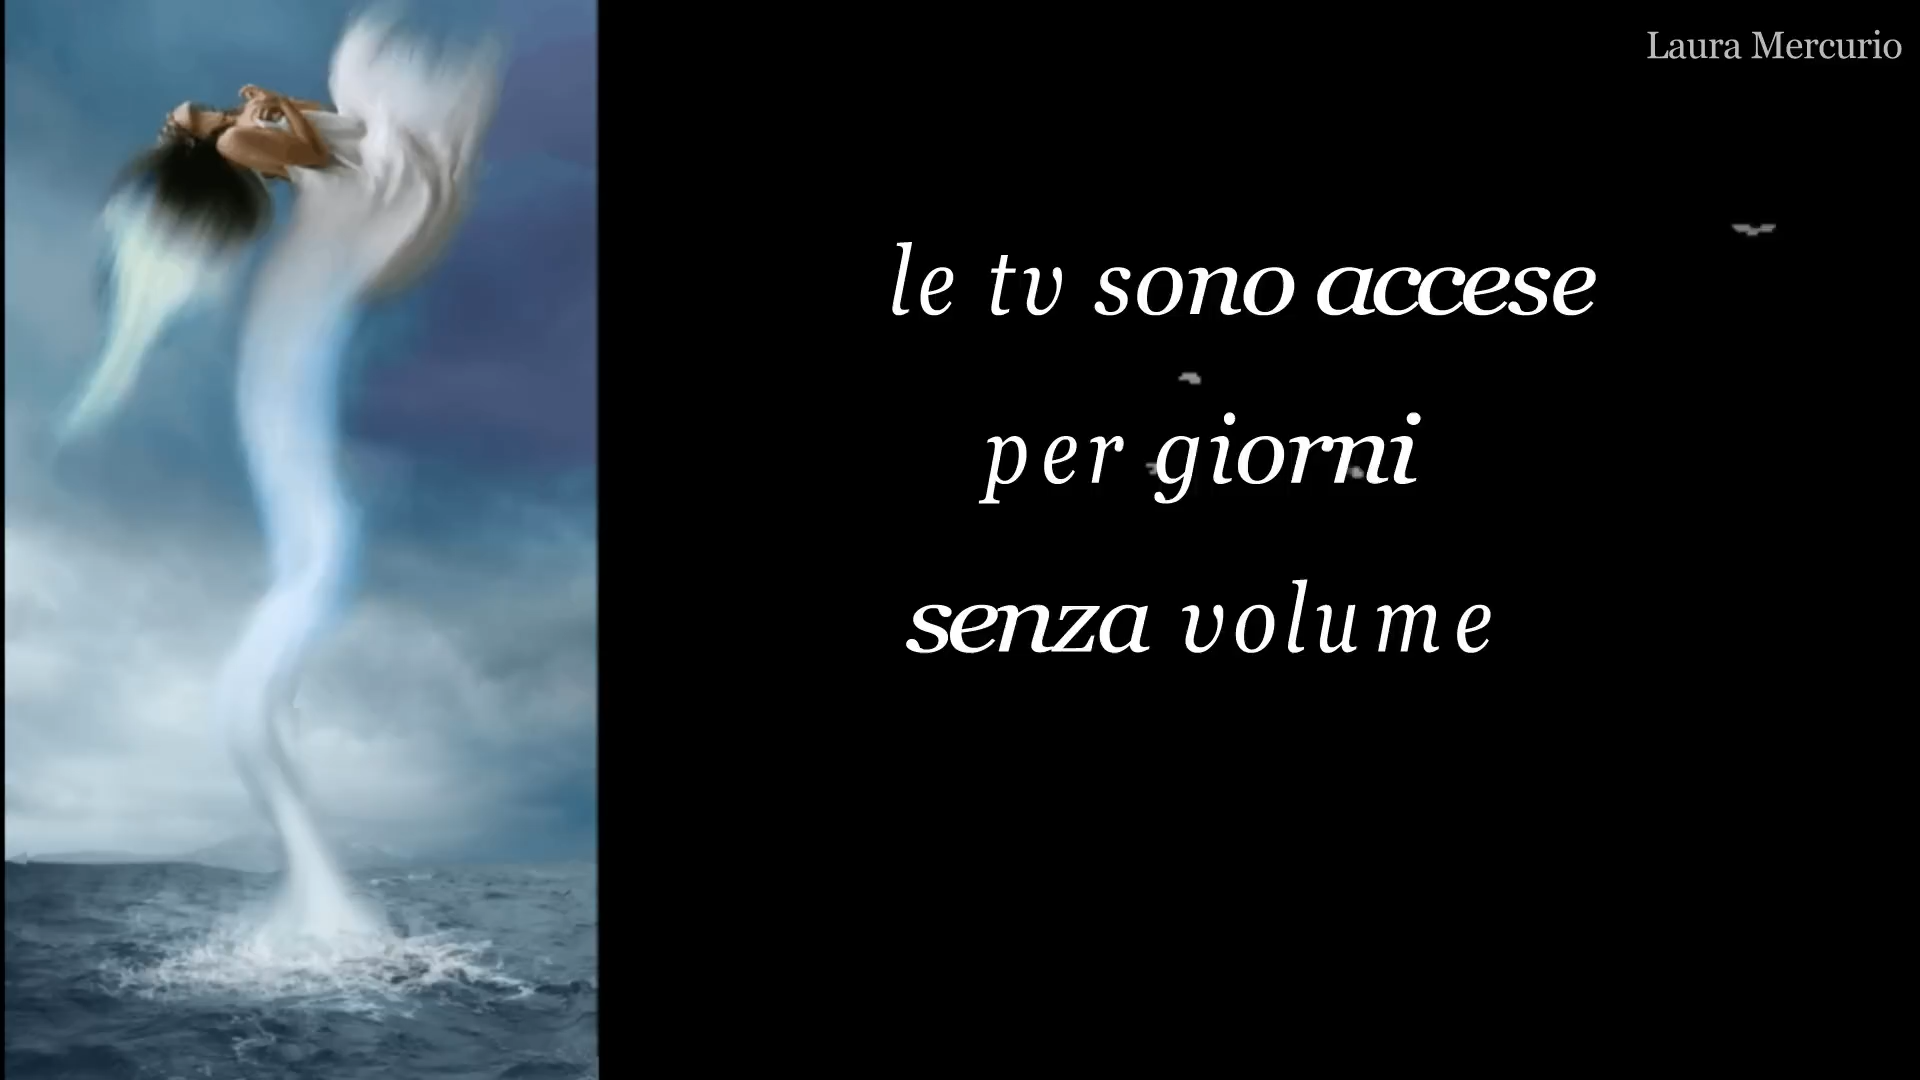 Laura Mercurio
le tv sono accese
per giorni
senza volume